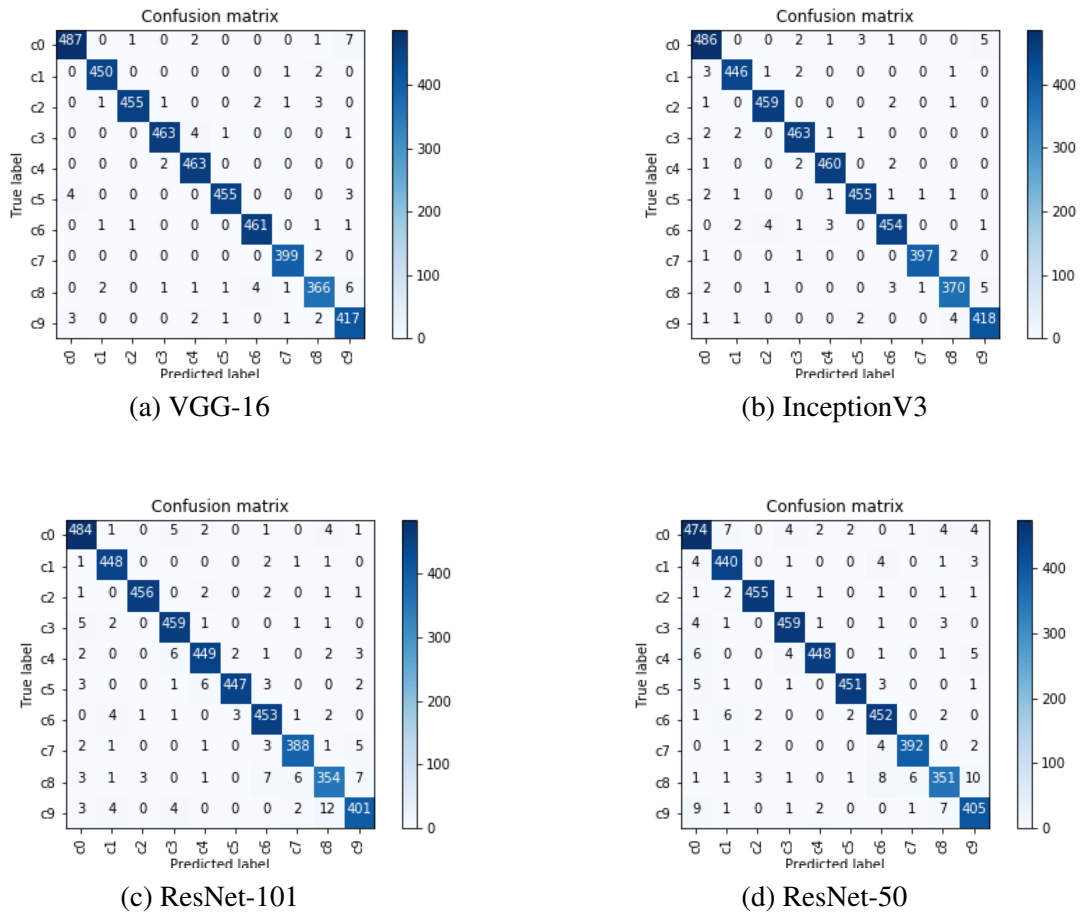 Confusion matrix
c0 487 0 1 0 2 0 0 0 1 7
c1 0 450 0 0 0 0 0 1 2 0
c2 0 1 455 1 0 0 2 1 3 0
c3 0 0 0 463 4 1 0 0 0 1
c4 0 0 0 2 463 0 0 0 0 0
c5 4 0 0 0 0 455 0 0 0 3
c6 0 1 1 0 0 0 461 0 1 1
c7 0 0 0 0 0 0 0 399 2 0
c8 0 2 0 1 1 1 4 1 366 6
c9 3 0 0 0 2 1 0 1 2 417
c0 c1 c2 c3 c4 c5 c6 c7 c8 c9
True label
Predicted label
400
300
200
100
0
(a) VGG-16
Confusion matrix
c0 486 0 0 2 1 3 1 0 0 5
c1 3 446 1 2 0 0 0 0 1 0
c2 1 0 459 0 0 0 2 0 1 0
c3 2 2 0 463 1 1 0 0 0 0
c4 1 0 0 2 460 0 2 0 0 0
c5 2 1 0 0 1 455 1 1 1 0
c6 0 2 4 1 3 0 454 0 0 1
c7 1 0 0 1 0 0 0 397 2 0
c8 2 0 1 0 0 0 3 1 370 5
c9 1 1 0 0 0 2 0 0 4 418
c0 c1 c2 c3 c4 c5 c6 c7 c8 c9
True label
Predicted label
400
300
200
100
0
(b) InceptionV3
Confusion matrix
c0 484 1 0 5 2 0 1 0 4 1
c1 1 448 0 0 0 0 2 1 1 0
c2 1 0 456 0 2 0 2 0 1 1
c3 5 2 0 459 1 0 0 1 1 0
c4 2 0 0 6 449 2 1 0 2 3
c5 3 0 0 1 6 447 3 0 0 2
c6 0 4 1 1 0 3 453 1 2 0
c7 2 1 0 0 1 0 3 388 1 5
c8 3 1 3 0 1 0 7 6 354 7
c9 3 4 0 4 0 0 0 2 12 401
c0 c1 c2 c3 c4 c5 c6 c7 c8 c9
True label
Predicted label
400
300
200
100
0
(c) ResNet-101
Confusion matrix
c0 474 7 0 4 2 2 0 1 4 4
c1 4 440 0 1 0 0 4 0 1 3
c2 1 2 455 1 1 0 1 0 1 1
c3 4 1 0 459 1 0 1 0 3 0
c4 6 0 0 4 448 0 1 0 1 5
c5 5 1 0 1 0 451 3 0 0 1
c6 1 6 2 0 0 2 452 0 2 0
c7 0 1 2 0 0 0 4 392 0 2
c8 1 1 3 1 0 1 8 6 351 10
c9 9 1 0 1 2 0 0 1 7 405
c0 c1 c2 c3 c4 c5 c6 c7 c8 c9
True label
Predicted label
400
300
200
100
0
(d) ResNet-50